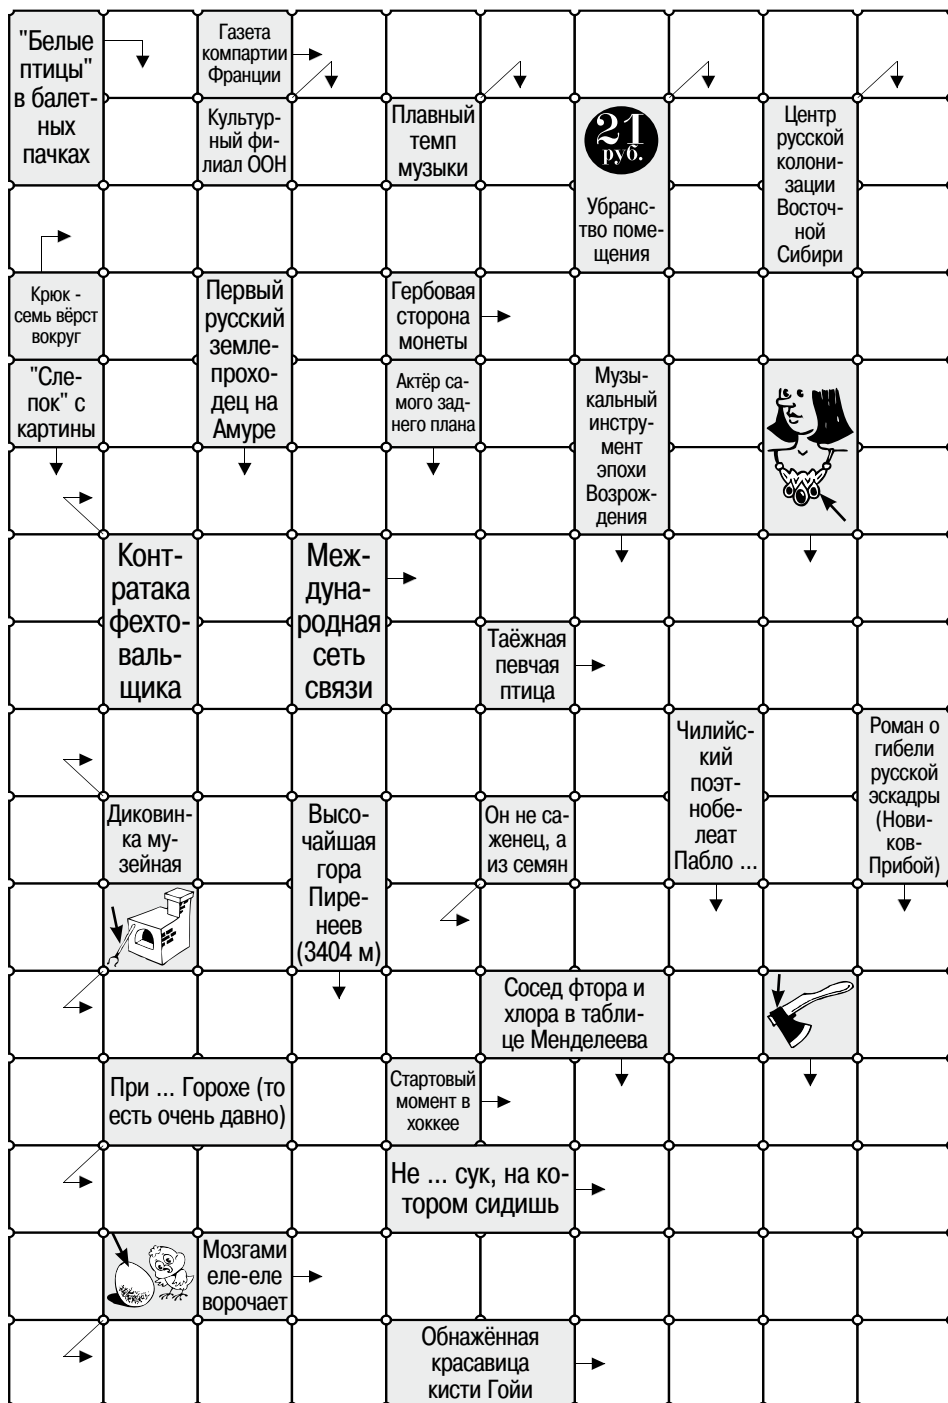 "Белые
птицы"
в балет-
ных
пачках
Газета
компартии
Франции
Культур-
ный фи-
лиал ООН
Плавный
темп
музыки
21
руб.
Убранс-
тво поме-
щения
Центр
русской
колони-
зации
Восточ-
ной
Сибири
Крюк -
семь вёрст
вокруг
Первый
русский
земле-
прохо-
дец на
Амуре
Гербовая
сторона
монеты
"Сле-
пок" с
картины
Актёр са-
мого зад-
него плана
Музы-
кальный
инстру-
мент
эпохи
Возрож-
дения
Конт-
ратака
фехто-
валь-
щика
Меж-
дуна-
родная
сеть
связи
Таёжная
певчая
птица
Чилийс-
кий
поэт-
нобе-
леат
Пабло ...
Роман о
гибели
русской
эскадры
(Нови-
ков-
Прибой)
Диковин-
ка му-
зейная
Высо-
чайшая
гора
Пире-
неев
(3404 м)
Он не са-
женец, а
из семян
Сосед фтора и
хлора в табли-
це Менделеева
При ... Горохе (то
есть очень давно)
Стартовый
момент в
хоккее
Не ... сук, на ко-
тором сидишь
Мозгами
еле-еле
ворочает
Обнажённая
красавица
кисти Гойи